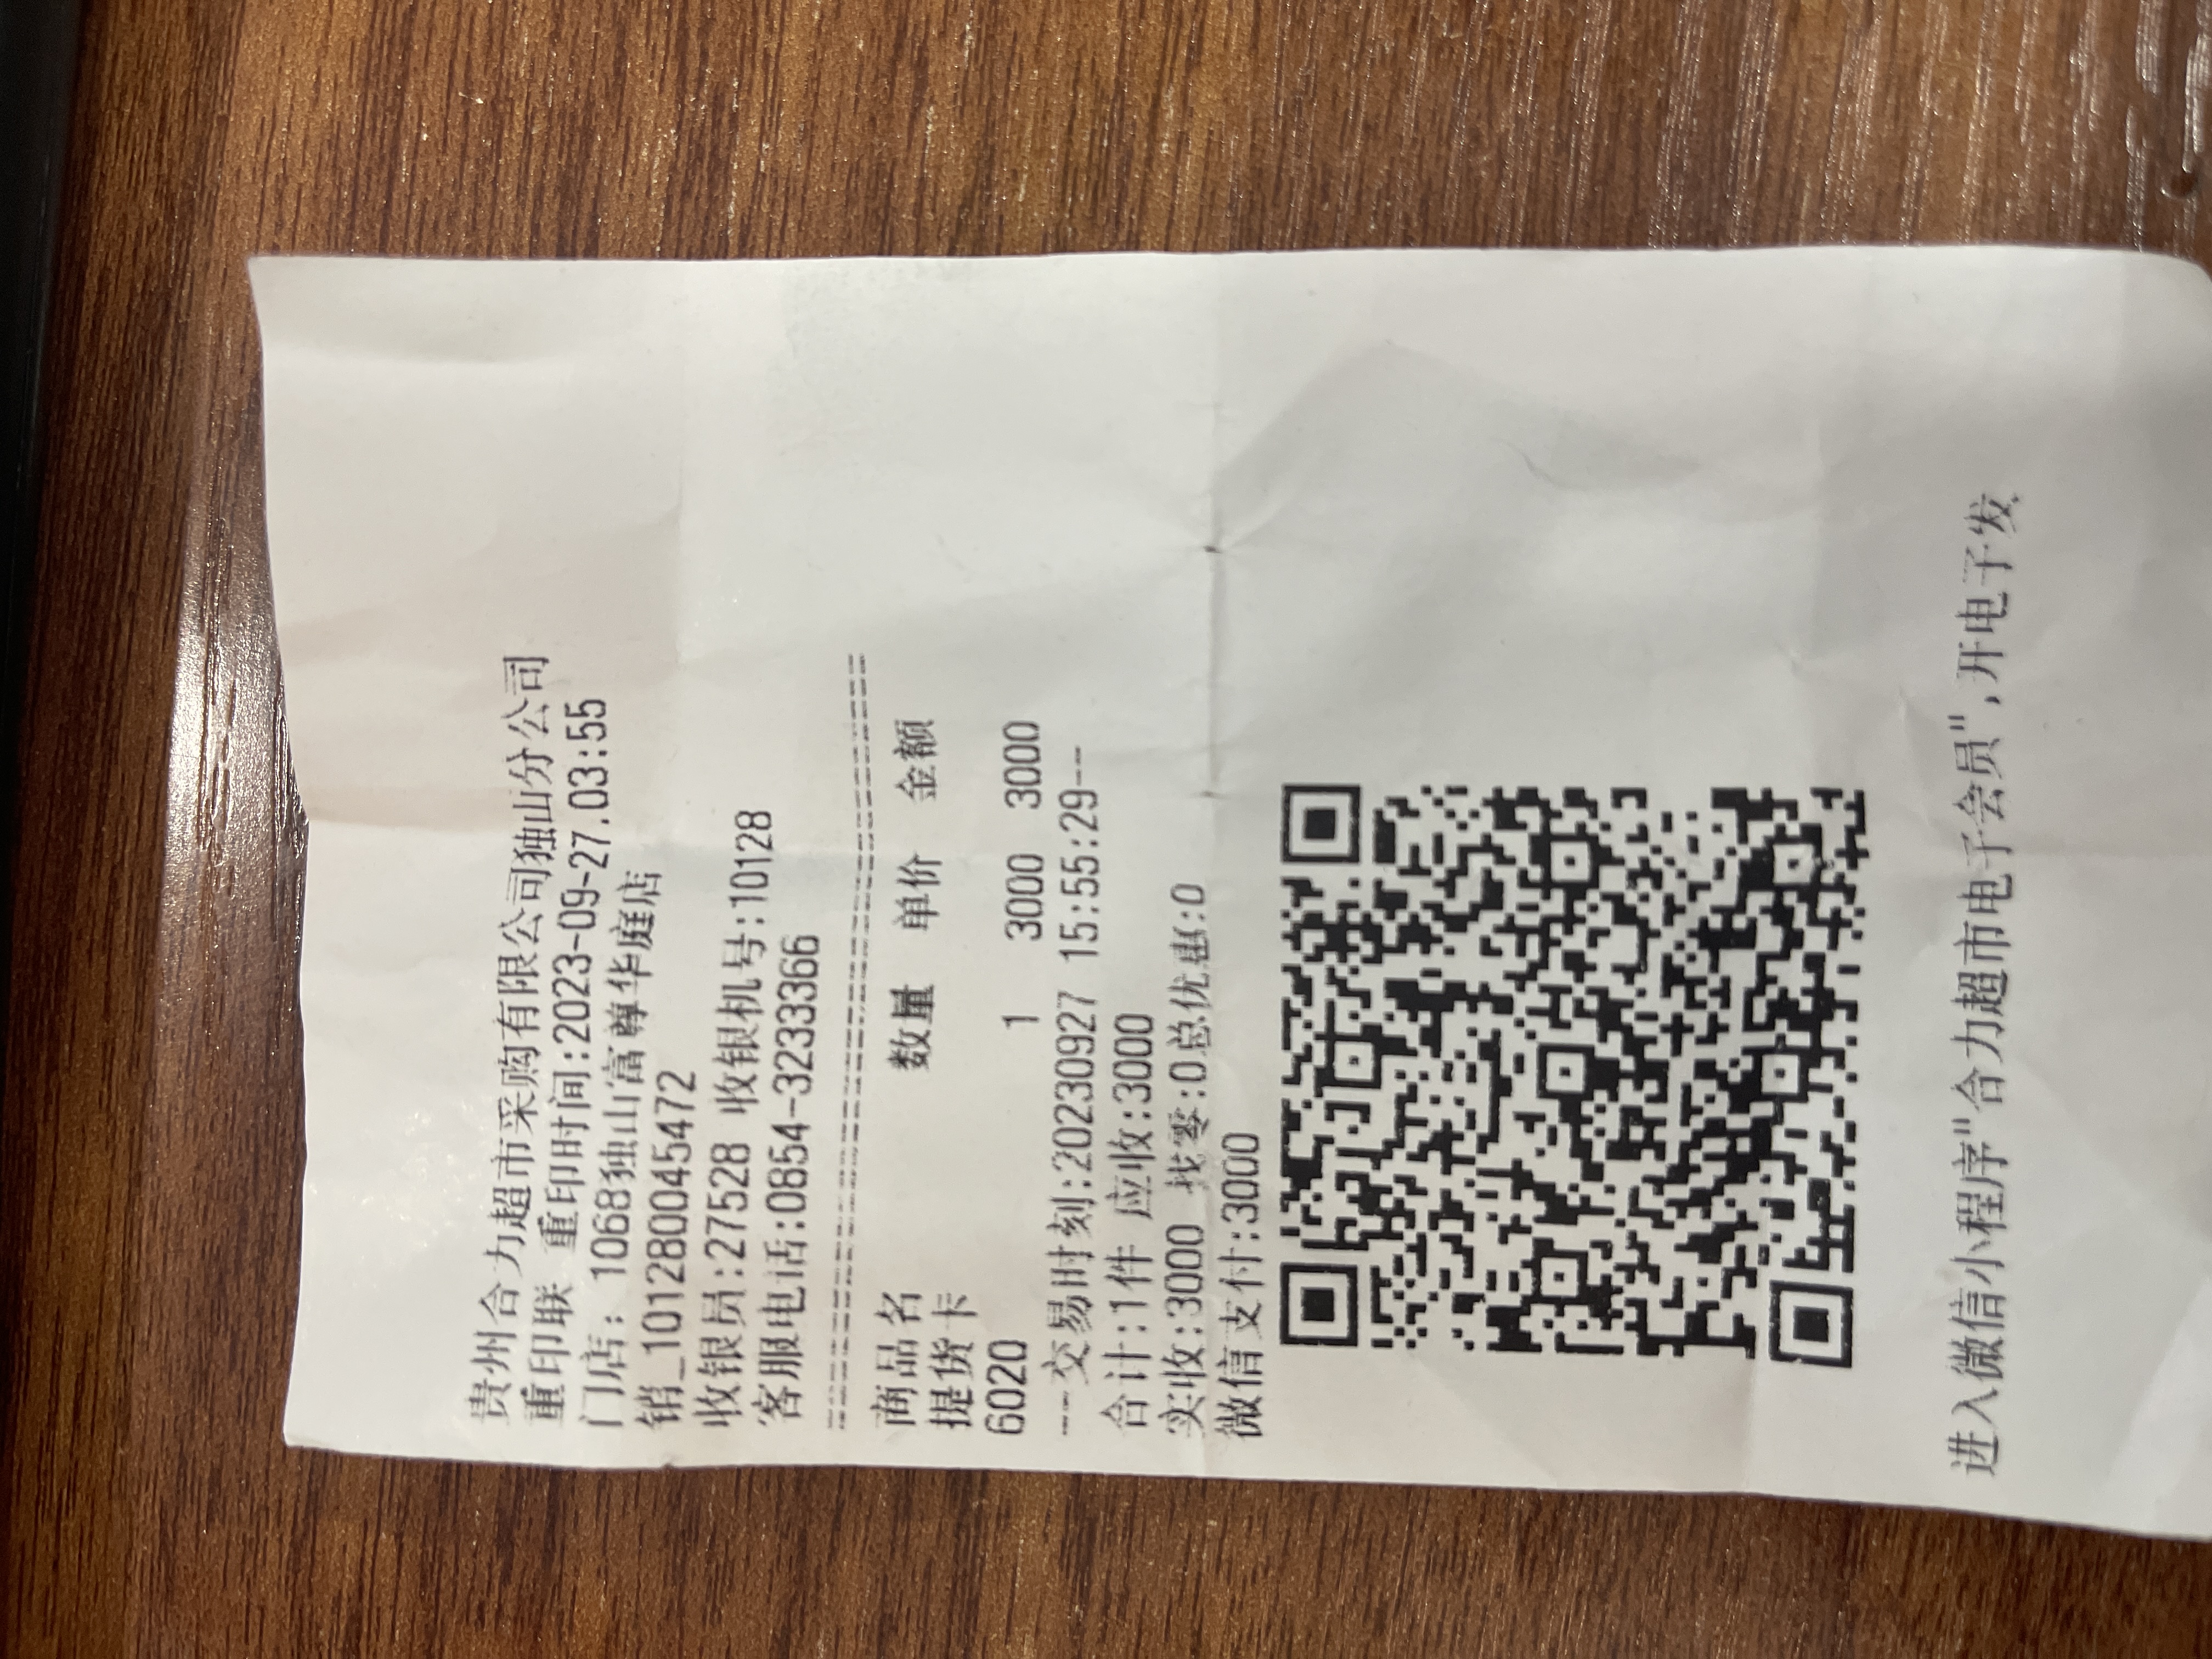 贵州合力超市采购有限公司独山分公司
重印联 重印时间:2023-09-27.03:55
门店: 1068独山富尊华庭店
销_1012800455472
收银员:27528 收银机号:10128
客服电话:0854-3233366
商品名 数量 单价 金额
提货卡
6020 1 3000 3000
---交易时刻:20230927 15:55:29--
合计:1件 应收:3000
实收:3000 找零:0总优惠:0
微信支付:3000
进入微信小程序"合力超市电子会员",开电子发